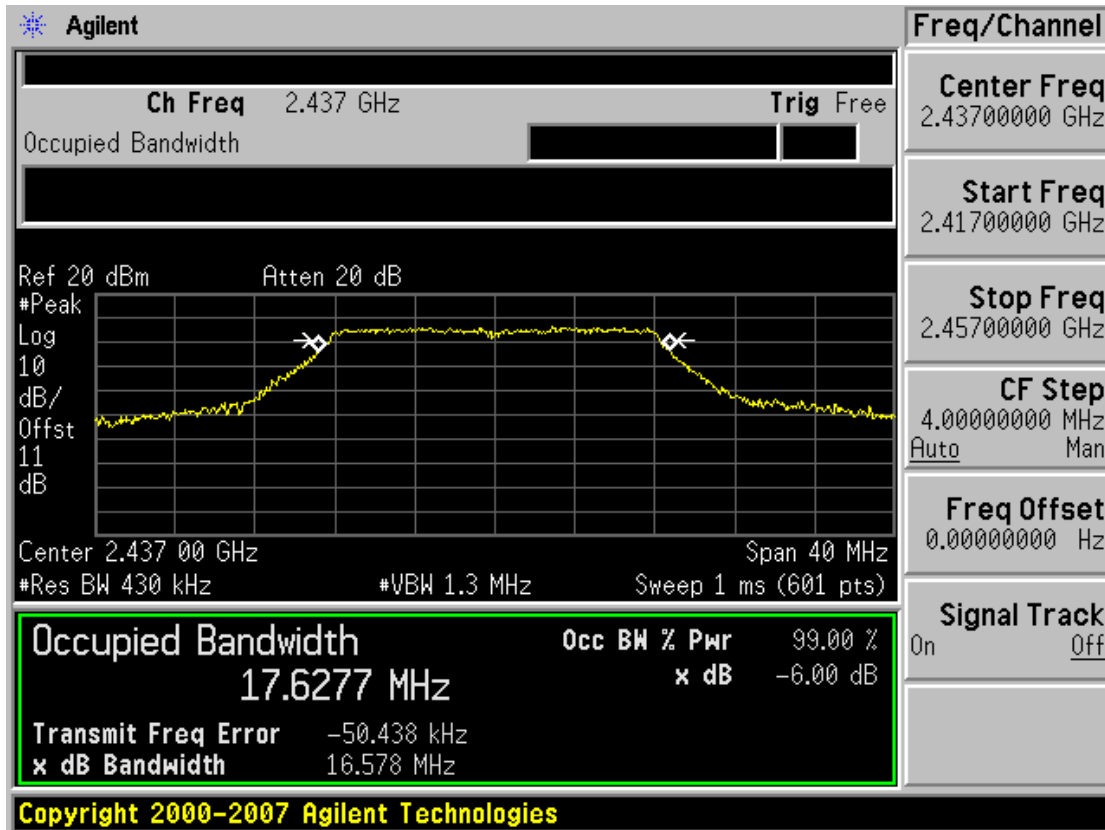 Agilent
Freq/Channel
Ch Freq 2.437 GHz Trig Free
Occupied Bandwidth
Center Freq
2.43700000 GHz
Start Freq
2.41700000 GHz
Stop Freq
2.45700000 GHz
CF Step
4.00000000 MHz
Auto Man
Freq Offset
0.00000000 Hz
Signal Track
On Off
Ref 20 dBm Atten 20 dB
#Peak
Log
10
dB/
Offst
11
dB
Center 2.437 00 GHz Span 40 MHz
#Res BW 430 kHz #VBW 1.3 MHz Sweep 1 ms (601 pts)
Occupied Bandwidth Occ BW % Pwr 99.00 %
17.6277 MHz x dB -6.00 dB
Transmit Freq Error -50.438 kHz
x dB Bandwidth 16.578 MHz
Copyright 2000-2007 Agilent Technologies